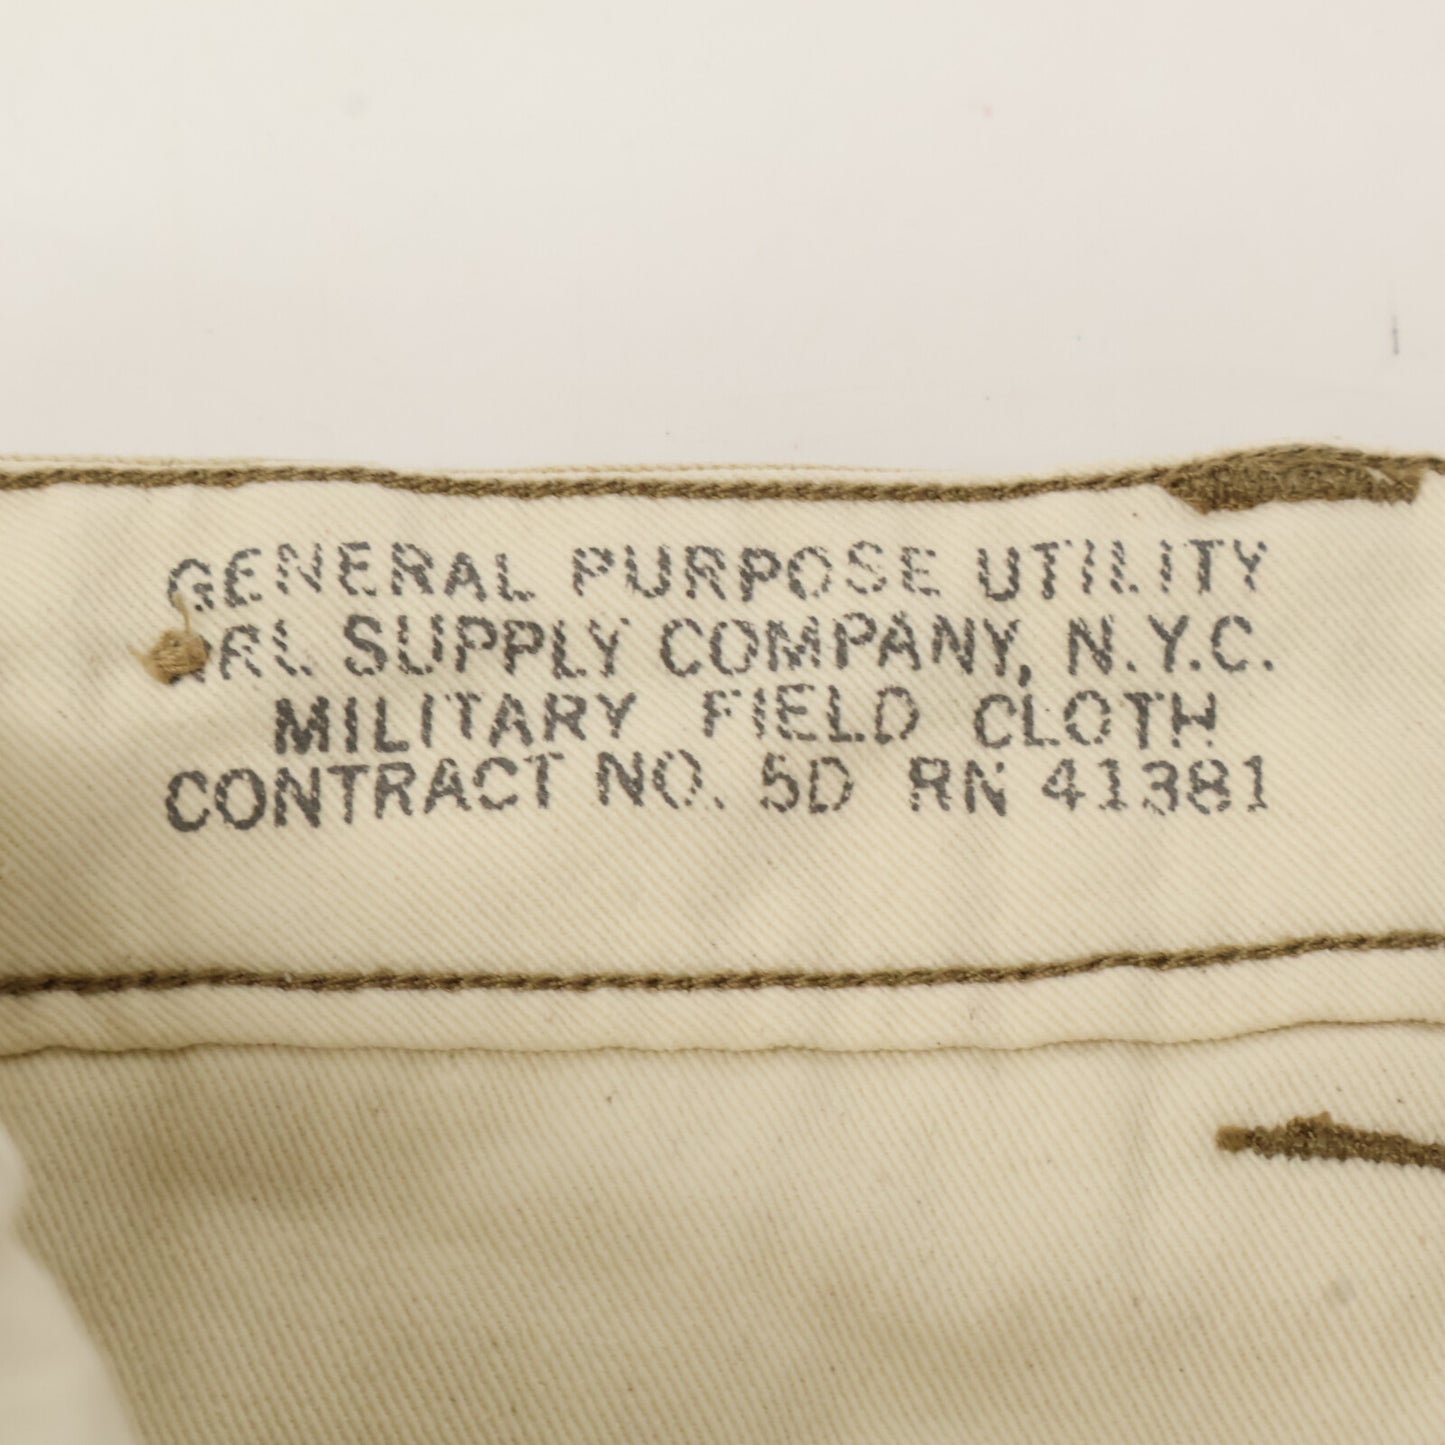 GENERAL PURPOSE UTILITY
SUPPLY COMPANY, N.Y.C.
MILITARY FIELD CLOTH
CONTRACT NO. 5D RN 41381